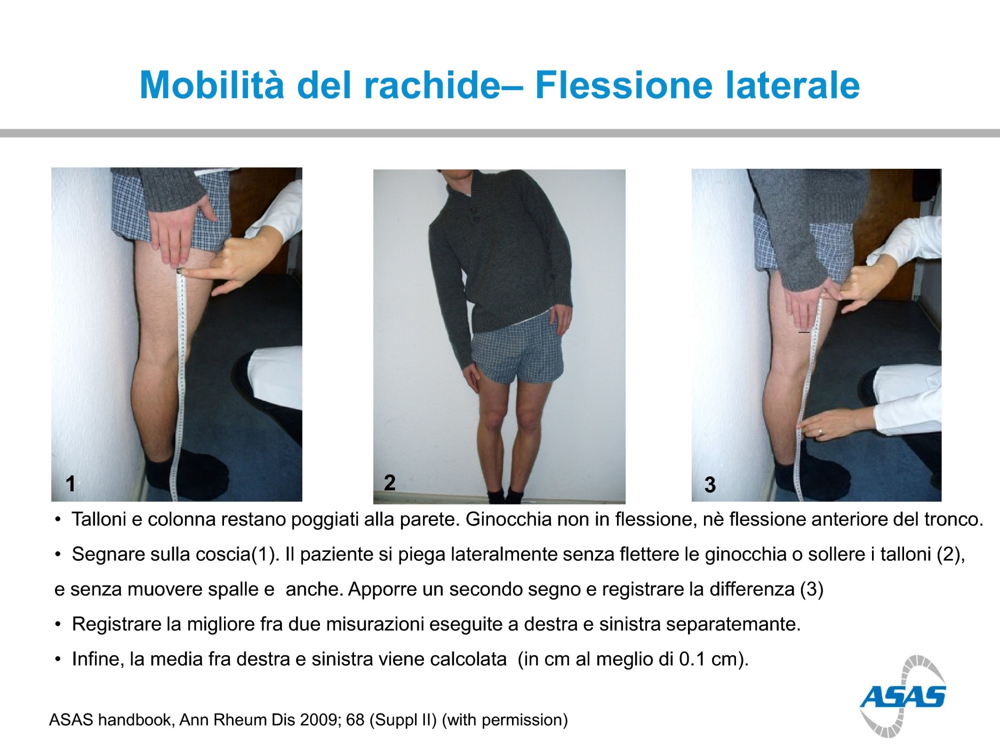 Mobilità del rachide– Flessione laterale
1
2
3
• Talloni e colonna restano poggiati alla parete. Ginocchia non in flessione, nè flessione anteriore del tronco.
• Segnare sulla coscia(1). Il paziente si piega lateralmente senza flettere le ginocchia o sollere i talloni (2),
e senza muovere spalle e  anche. Apporre un secondo segno e registrare la differenza (3)
• Registrare la migliore fra due misurazioni eseguite a destra e sinistra separatemante.
• Infine, la media fra destra e sinistra viene calcolata  (in cm al meglio di 0.1 cm).
ASAS
ASAS handbook, Ann Rheum Dis 2009; 68 (Suppl II) (with permission)